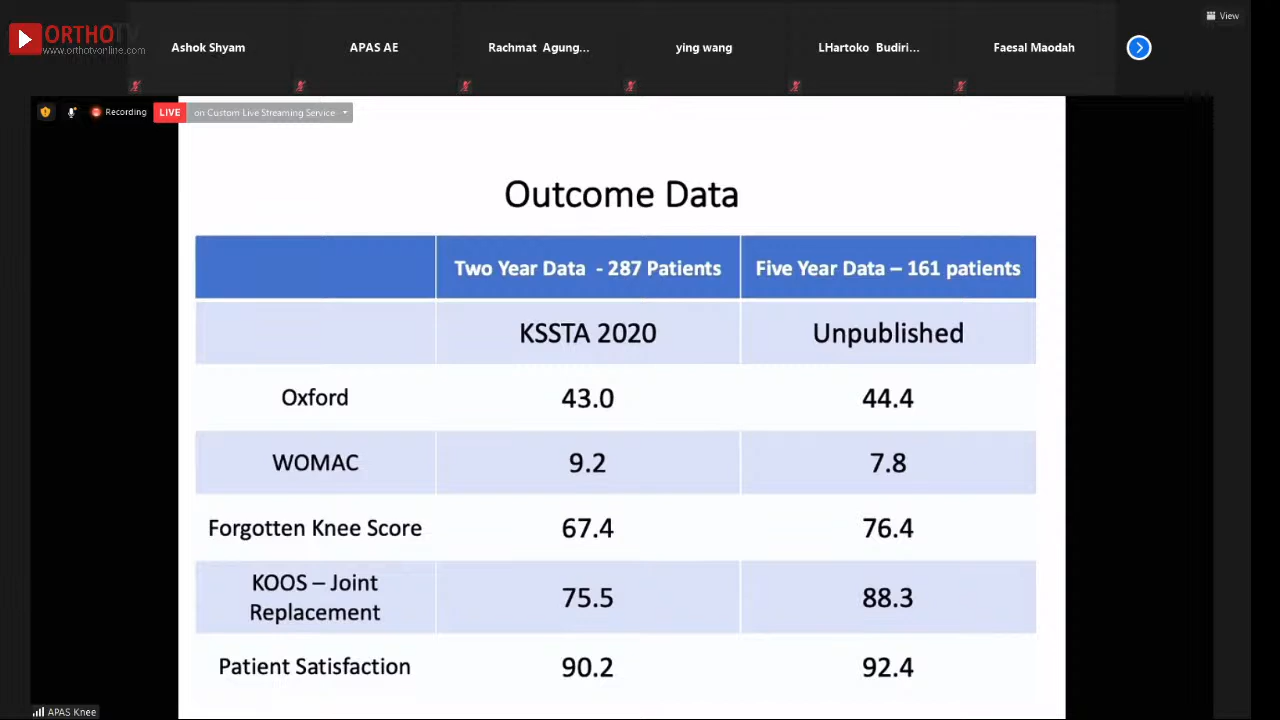 ORTHOTV
www.orthotvonline.com
Ashok Shyam
APAS AE
Rachmat Agung...
ying wang
LHartoko Budiri...
Faesal Maodah
View
Recording
LIVE
on Custom Live Streaming Service
Outcome Data
Two Year Data - 287 Patients
Five Year Data – 161 patients
KSSTA 2020
Unpublished
Oxford
43.0
44.4
WOMAC
9.2
7.8
Forgotten Knee Score
67.4
76.4
KOOS – Joint
Replacement
75.5
88.3
Patient Satisfaction
90.2
92.4
APAS Knee